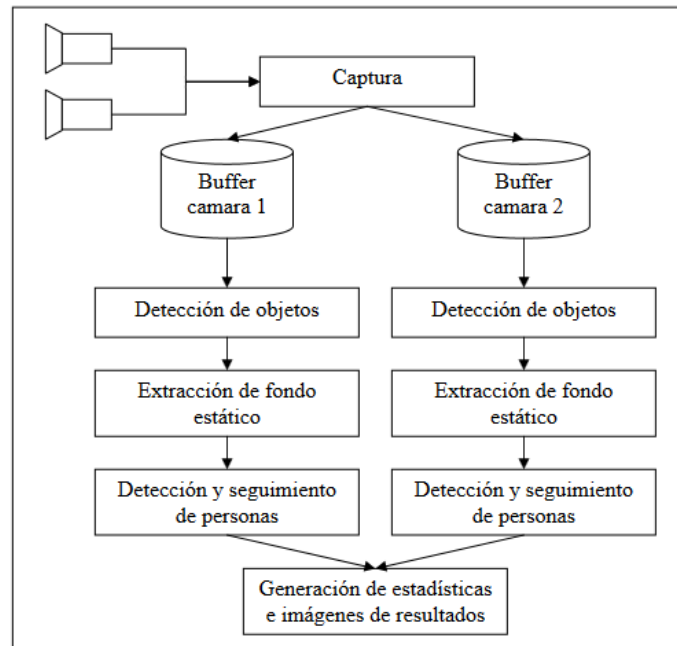 Captura
Buffer
camara 1
Buffer
camara 2
Detección de objetos
Detección de objetos
Extracción de fondo
estático
Extracción de fondo
estático
Detección y seguimiento
de personas
Detección y seguimiento
de personas
Generación de estadísticas
e imágenes de resultados